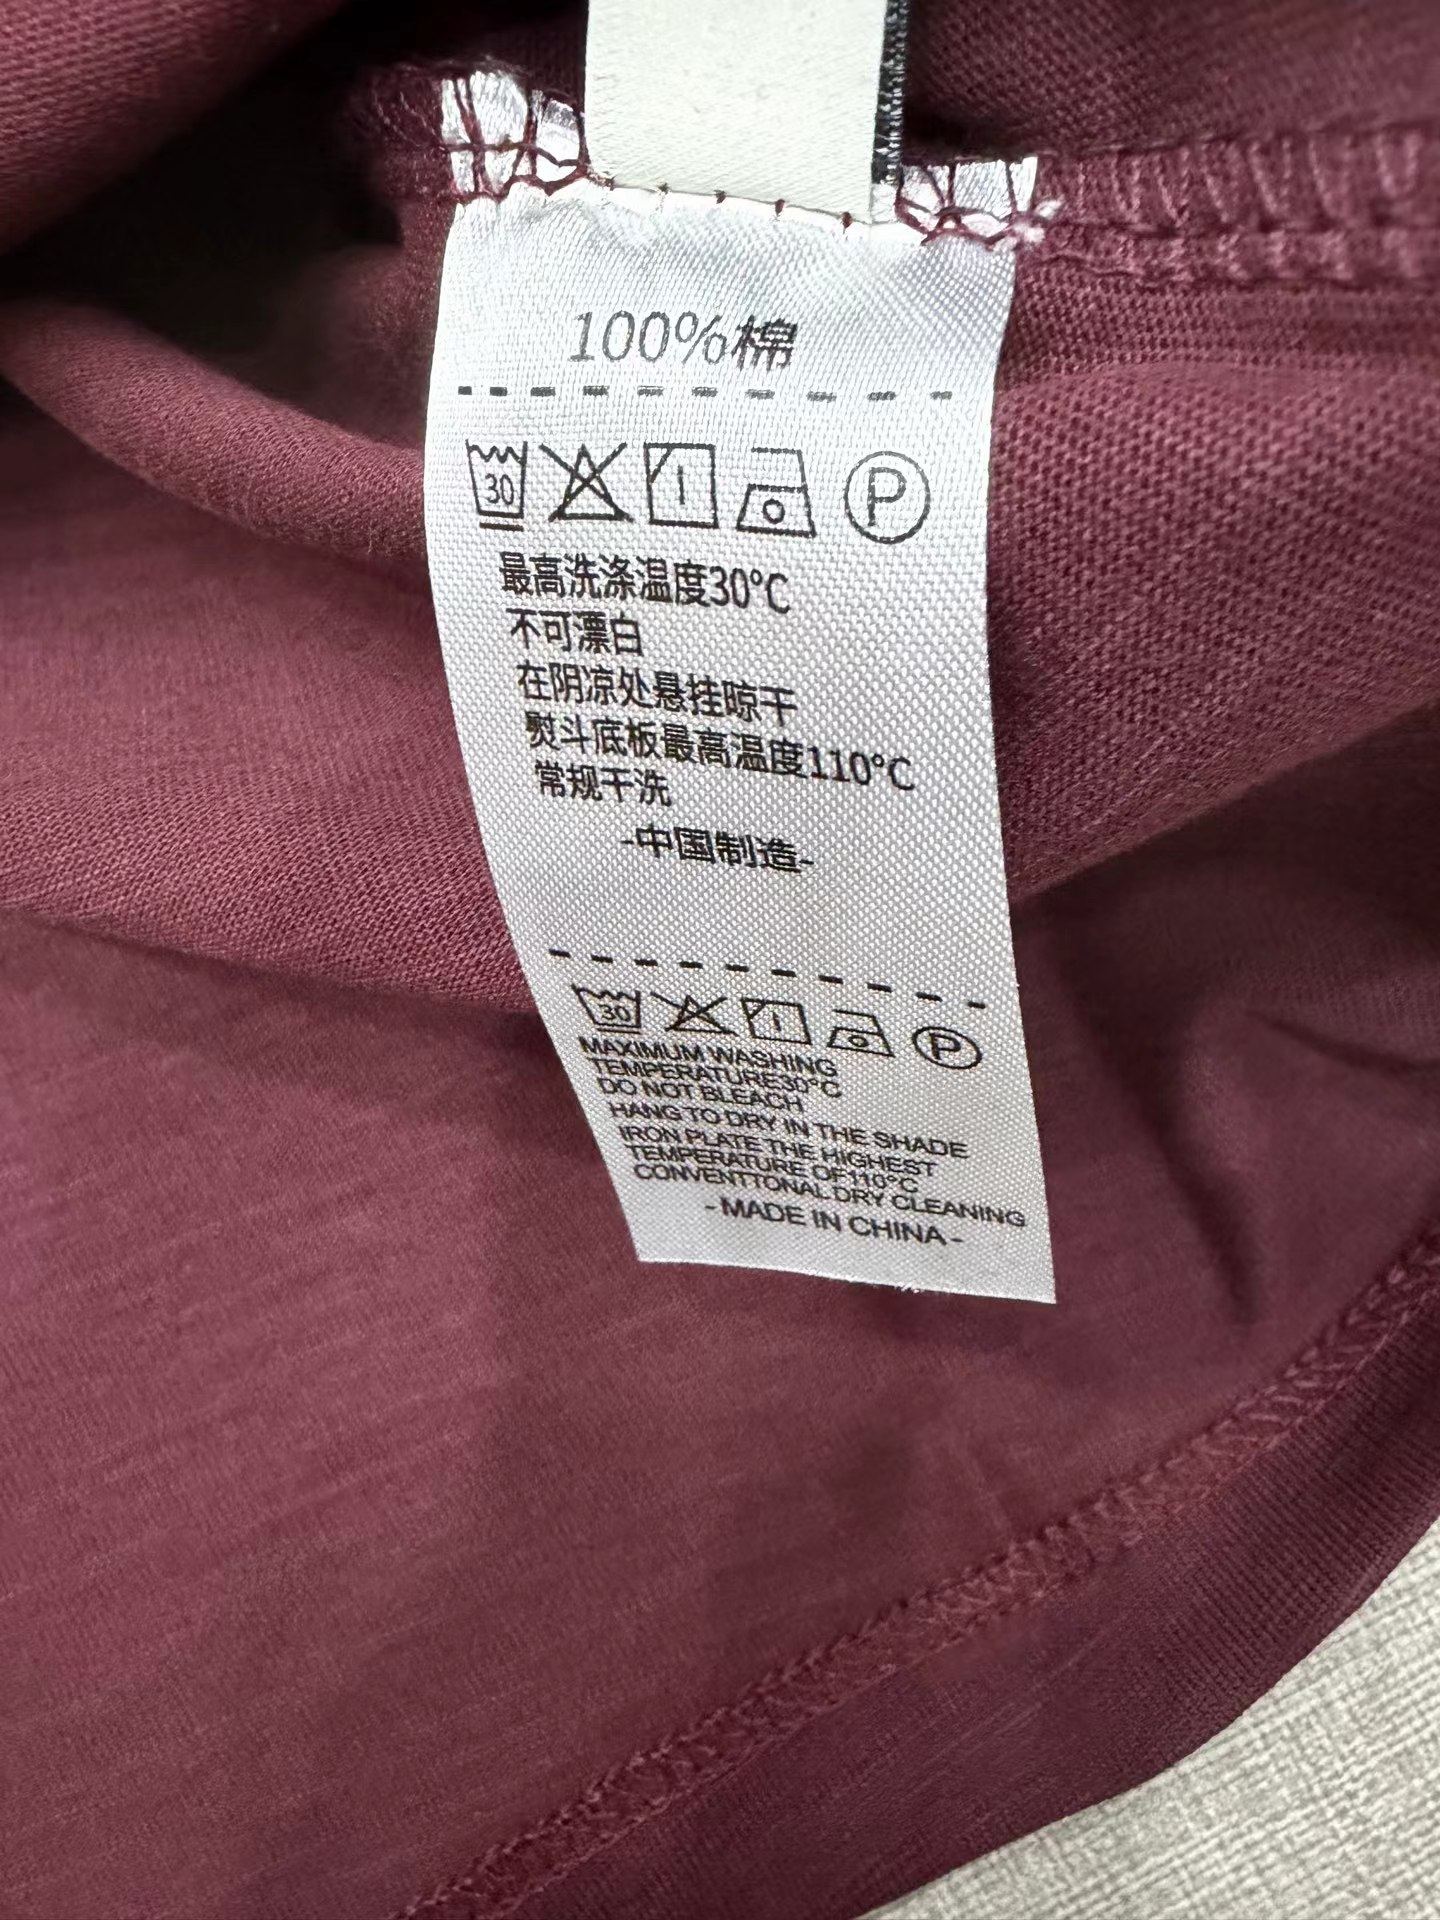 100%棉
30
P
最高洗涤温度30°C
不可漂白
在阴凉处悬挂晾干
熨斗底板最高温度110°C
常规干洗
-中国制造-
30
P
MAXIMUM WASHING
TEMPERATURE30°C
DO NOT BLEACH
HANG TO DRY IN THE SHADE
IRON PLATE THE HIGHEST
TEMPERATURE OF110°C
CONVENTTONAL DRY CLEANING
-MADE IN CHINA-